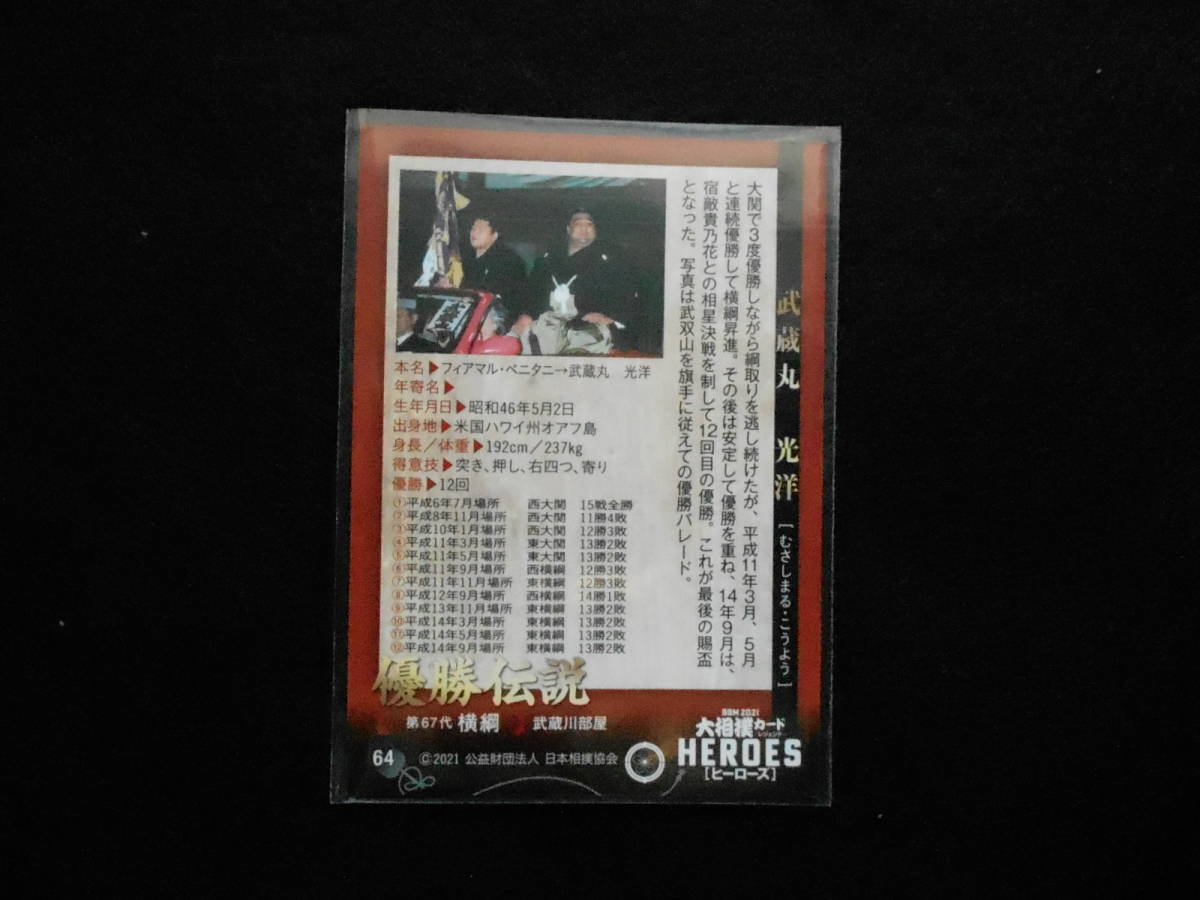 武蔵丸 光洋 [むさしまる・こうよう]
大関で3度優勝しながら綱取りを逃し続けたが、平成11年3月、5月
と連続優勝して横綱昇進。その後は安定して優勝を重ね、14年9月は、
宿敵貴乃花との相星決戦を制して12回目の優勝。これが最後の賜盃
となった。写真は武双山を旗手に従えての優勝パレード。
本名▶フィアマル・ペニタニ→武蔵丸 光洋
年寄名▶
生年月日▶昭和46年5月2日
出身地▶米国ハワイ州オアフ島
身長/体重▶192cm/237kg
得意技▶突き、押し、右四つ、寄り
優勝▶12回
①平成6年7月場所 西大関 15戦全勝
②平成8年11月場所 西大関 11勝4敗
③平成10年1月場所 西大関 12勝3敗
④平成11年3月場所 東大関 13勝2敗
⑤平成11年5月場所 東大関 13勝2敗
⑥平成11年9月場所 西横綱 12勝3敗
⑦平成11年11月場所 東横綱 12勝3敗
⑧平成12年9月場所 西横綱 14勝1敗
⑨平成13年11月場所 東横綱 13勝2敗
⑩平成14年3月場所 東横綱 13勝2敗
⑪平成14年5月場所 東横綱 13勝2敗
⑫平成14年9月場所 東横綱 13勝2敗
優勝伝説
第67代 横綱 武蔵川部屋
64 ©2021 公益財団法人 日本相撲協会
BBM 2021
大相撲カード
レジェンド
HEROES
[ヒーローズ]